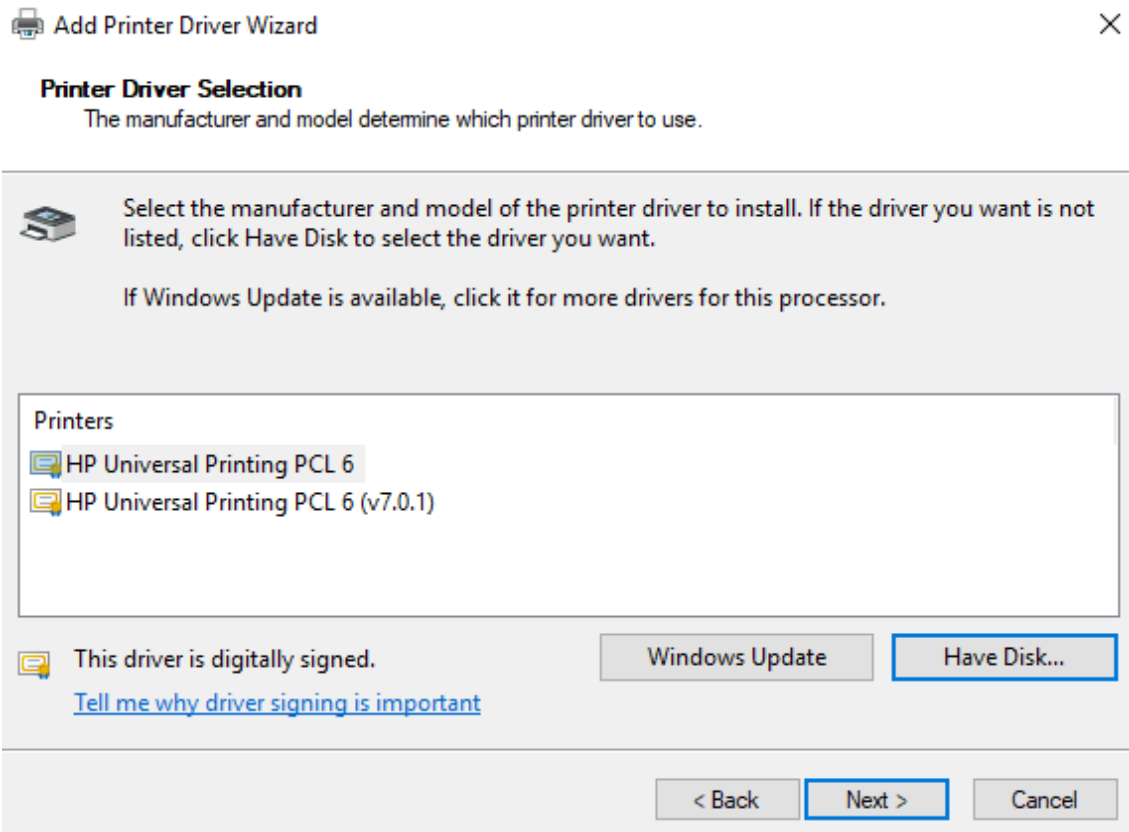 Add Printer Driver Wizard
Printer Driver Selection
The manufacturer and model determine which printer driver to use.
Select the manufacturer and model of the printer driver to install. If the driver you want is not
listed, click Have Disk to select the driver you want.
If Windows Update is available, click it for more drivers for this processor.
Printers
HP Universal Printing PCL 6
HP Universal Printing PCL 6 (v7.0.1)
This driver is digitally signed.
Windows Update
Have Disk...
Tell me why driver signing is important
< Back
Next >
Cancel